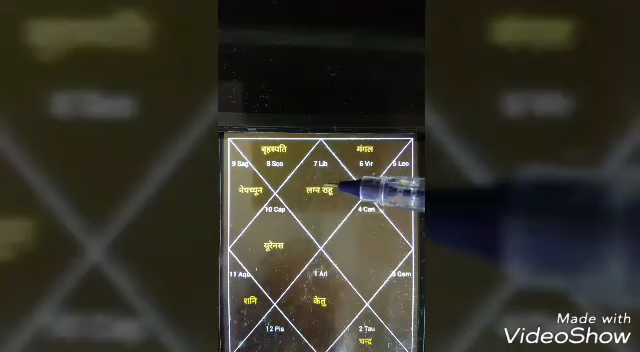 बृहस्पति
मंगल
9 Sag
8 Sco
7 Lib
6 Vir
5 Leo
नेपच्यून
लग्न राहू
10 Cap
4 Can
यूरेनस
11 Aqu
1 Ari
3 Gem
शनि
केतु
12 Pis
2 Tau
चन्द्र
Made with
VideoShow